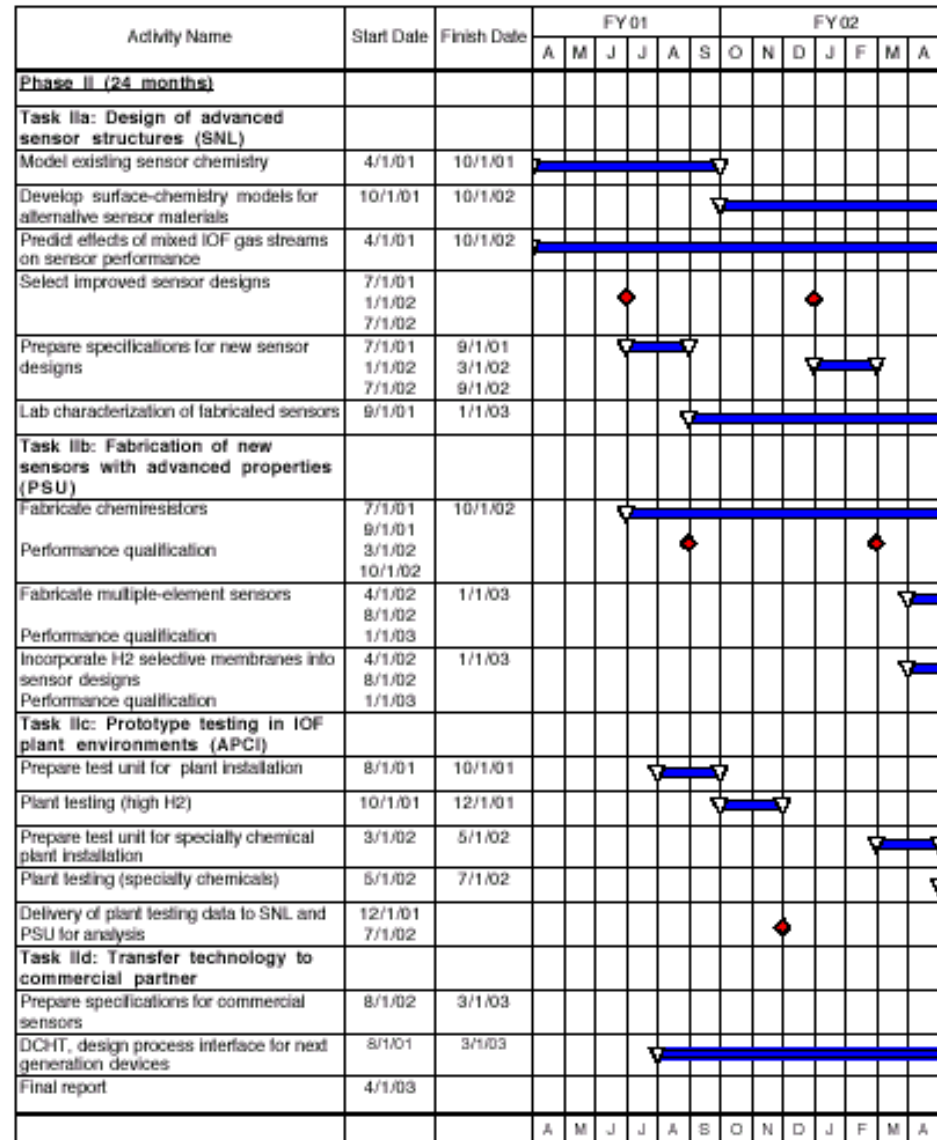 Activity Name Start Date Finish Date FY 01 FY 02
A M J J A S O N D J F M A
Phase II (24 months)
Task IIa: Design of advanced
sensor structures (SNL)
Model existing sensor chemistry 4/1/01 10/1/01
Develop surface-chemistry models for 10/1/01 10/1/02
alternative sensor materials
Predict effects of mixed IOF gas streams 4/1/01 10/1/02
on sensor performance
Select improved sensor designs 7/1/01
1/1/02
7/1/02
Prepare specifications for new sensor 7/1/01 9/1/01
designs 1/1/02 3/1/02
7/1/02 9/1/02
Lab characterization of fabricated sensors 9/1/01 1/1/03
Task IIb: Fabrication of new
sensors with advanced properties
(PSU)
Fabricate chemiresistors 7/1/01 10/1/02
9/1/01
Performance qualification 3/1/02
10/1/02
Fabricate multiple-element sensors 4/1/02 1/1/03
8/1/02
Performance qualification 1/1/03
Incorporate H2 selective membranes into 4/1/02 1/1/03
sensor designs 8/1/02
Performance qualification 1/1/03
Task IIc: Prototype testing in IOF
plant environments (APCI)
Prepare test unit for plant installation 8/1/01 10/1/01
Plant testing (high H2) 10/1/01 12/1/01
Prepare test unit for specialty chemical 3/1/02 5/1/02
plant installation
Plant testing (specialty chemicals) 5/1/02 7/1/02
Delivery of plant testing data to SNL and 12/1/01
PSU for analysis 7/1/02
Task IId: Transfer technology to
commercial partner
Prepare specifications for commercial 8/1/02 3/1/03
sensors
DCHT, design process interface for next 8/1/01 3/1/03
generation devices
Final report 4/1/03
A M J J A S O N D J F M A